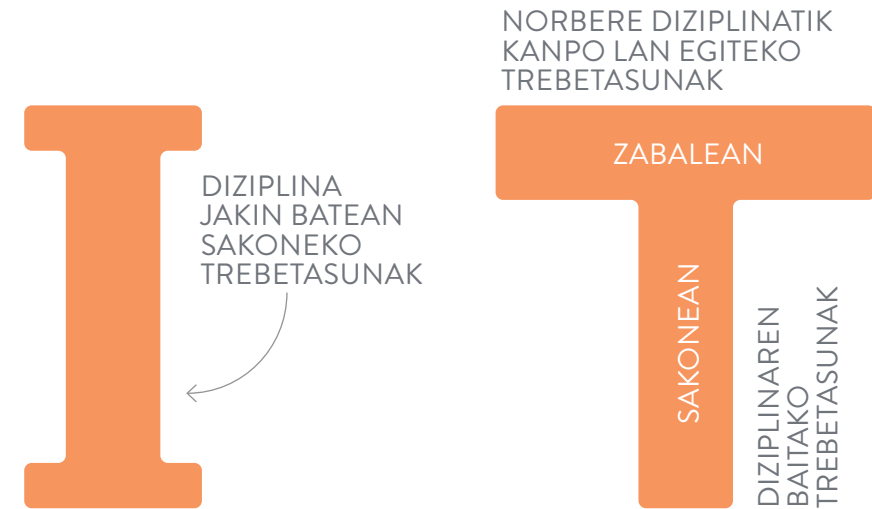 DIZIPLINA
JAKIN BATEAN
SAKONEKO
TREBETASUNAK
NORBERE DIZIPLINATIK
KANPO LAN EGITEKO
TREBETASUNAK
ZABALEAN
SAKONEAN
DIZIPLINAREN
BAITAKO
TREBETASUNAK